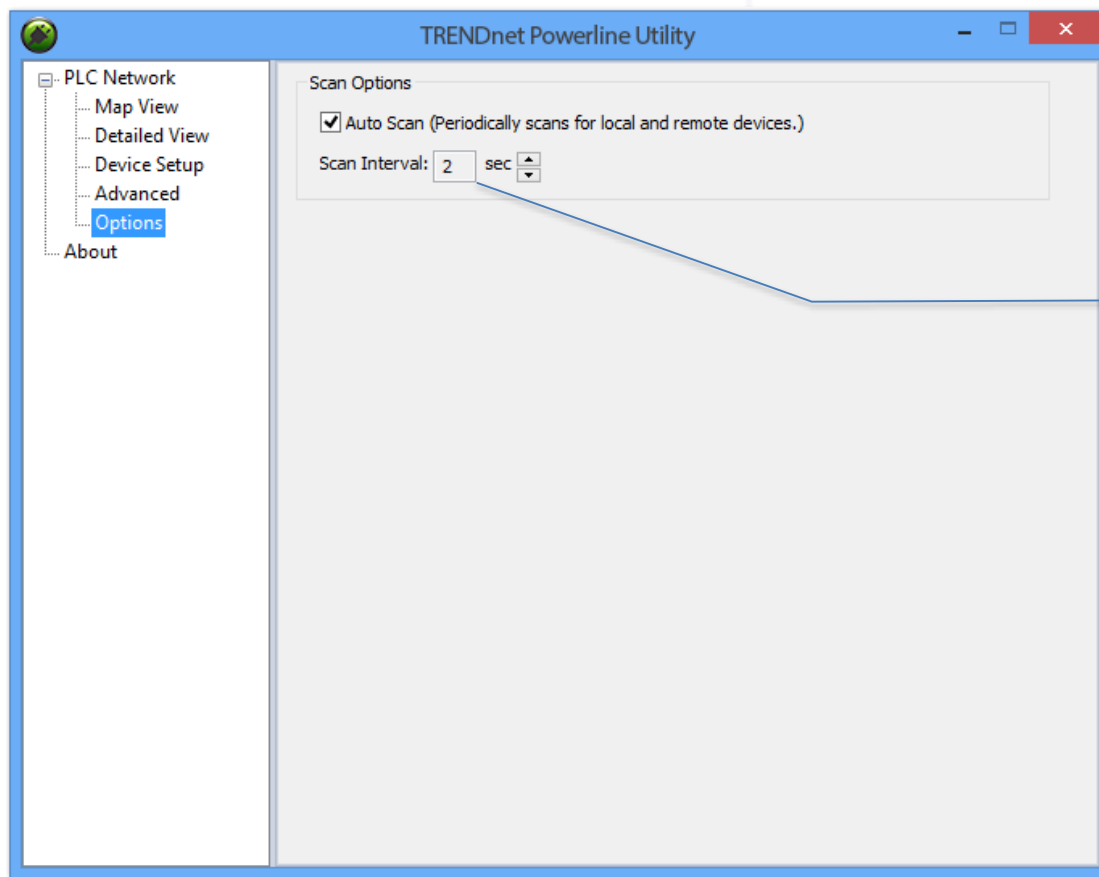 TRENDnet Powerline Utility
PLC Network
Map View
Detailed View
Device Setup
Advanced
Options
About
Scan Options
Auto Scan (Periodically scans for local and remote devices.)
Scan Interval: 2 sec